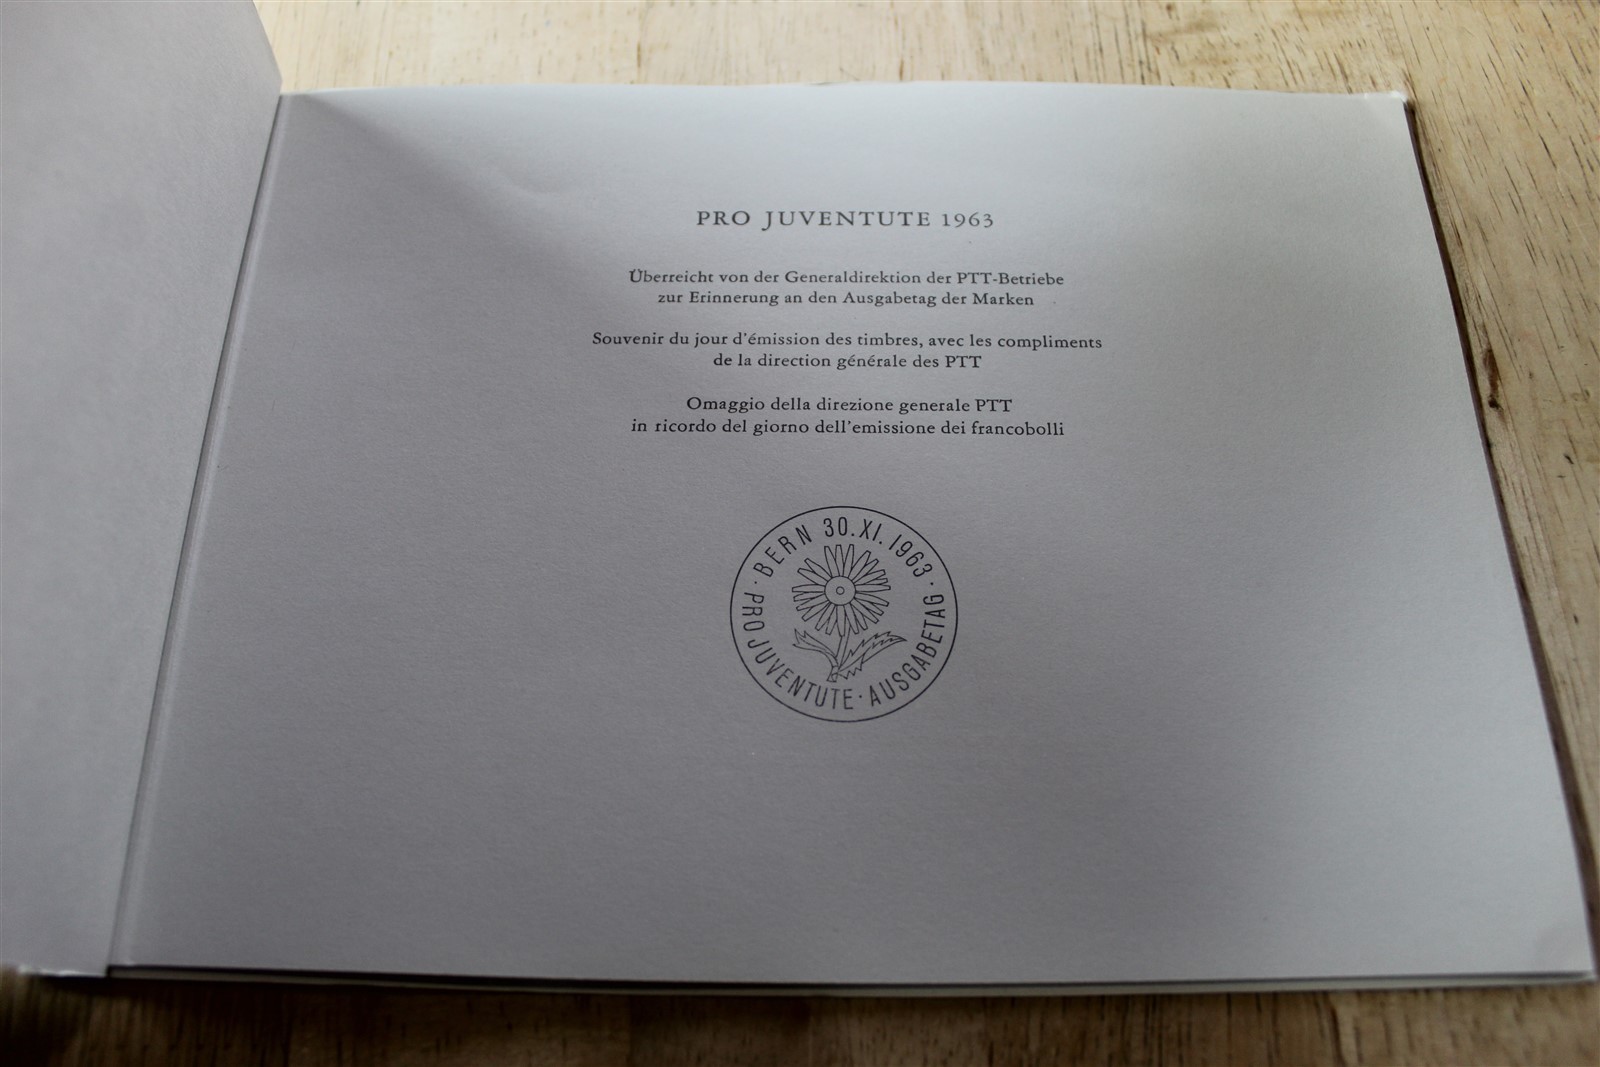 PRO JUVENTUTE 1963
Überreicht von der Generaldirektion der PTT-Betriebe
zur Erinnerung an den Ausgabetag der Marken
Souvenir du jour d'émission des timbres, avec les compliments
de la direction générale des PTT
Omaggio della direzione generale PTT
in ricordo del giorno dell'emissione dei francobolli
· BERN 30.XI.1963 ·
PRO JUVENTUTE · AUSGABETAG